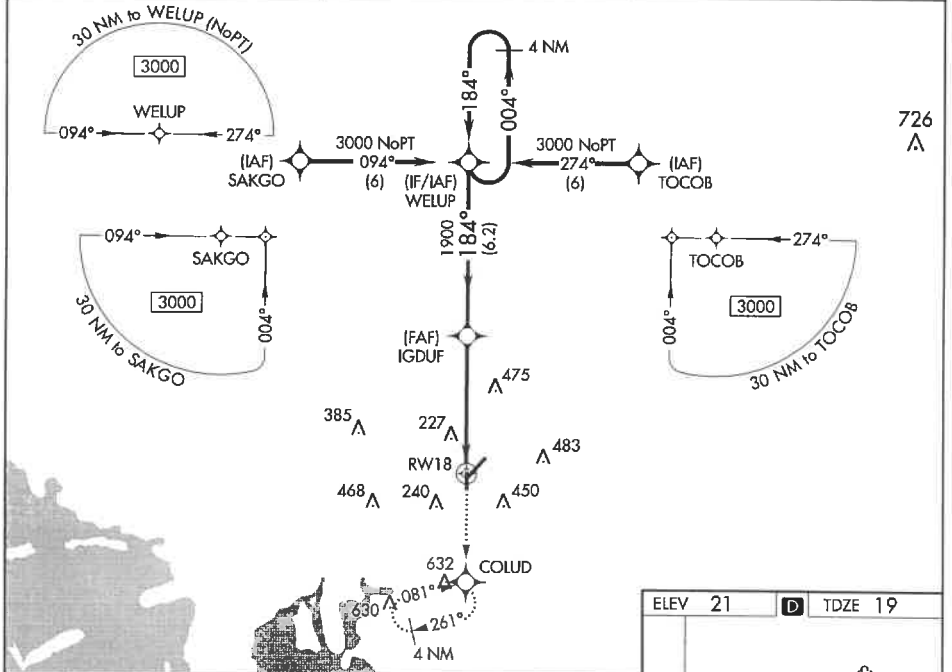 30 NM to WELUP (NoPT)
3000
WELUP
094°
274°
4 NM
184°
004°
726
3000 NoPT
094°
(6)
(IAF)
SAKGO
(IF/IAF)
WELUP
3000 NoPT
274°
(6)
(IAF)
TOCOB
1900
184°
(6.2)
094°
SAKGO
3000
004°
30 NM to SAKGO
TOCOB
274°
3000
004°
30 NM to TOCOB
(FAF)
IGDUF
475
385
227
483
RW18
468
240
450
632
COLUD
630
081°
261°
4 NM
ELEV 21
D
TDZE 19